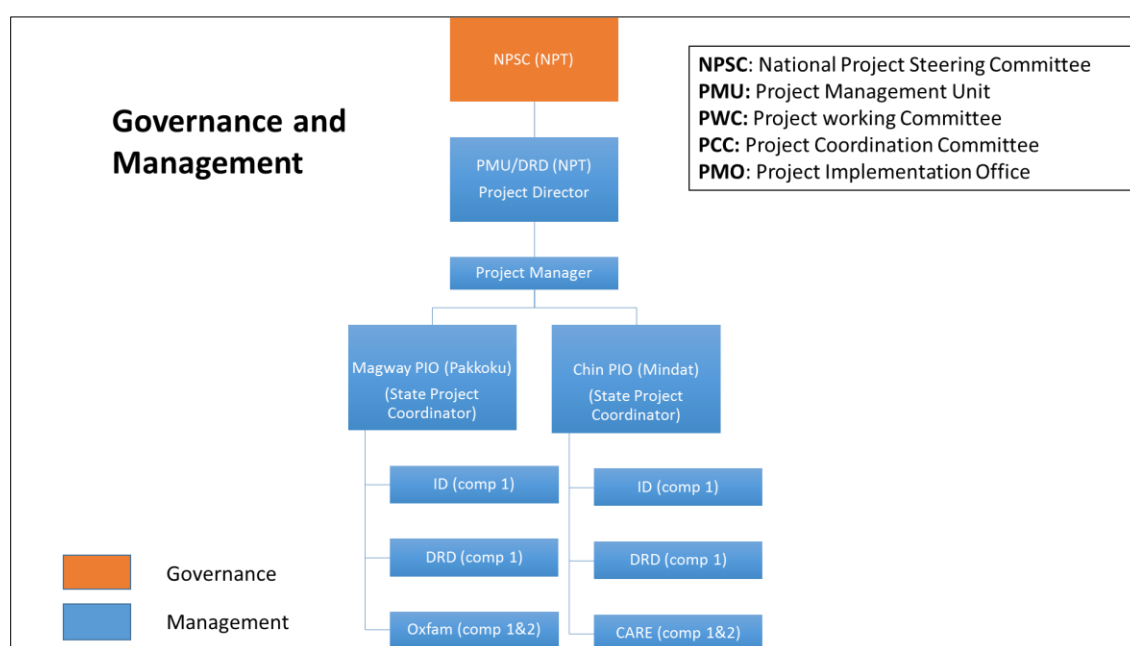 NPSC (NPT)
NPSC: National Project Steering Committee
PMU: Project Management Unit
PWC: Project working Committee
PCC: Project Coordination Committee
PMO: Project Implementation Office
Governance and
Management
PMU/DRD (NPT)
Project Director
Project Manager
Magway PIO (Pakkoku)
(State Project
Coordinator)
Chin PIO (Mindat)
(State Project
Coordinator)
ID (comp 1)
ID (comp 1)
DRD (comp 1)
DRD (comp 1)
Oxfam (comp 1&2)
CARE (comp 1&2)
Governance
Management